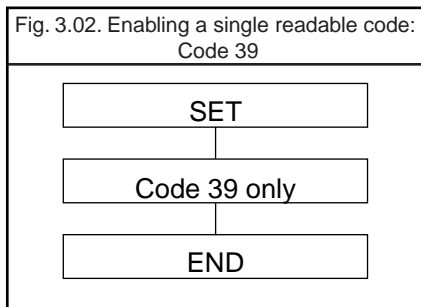 Fig. 3.02. Enabling a single readable code:
Code 39
SET
Code 39 only
END